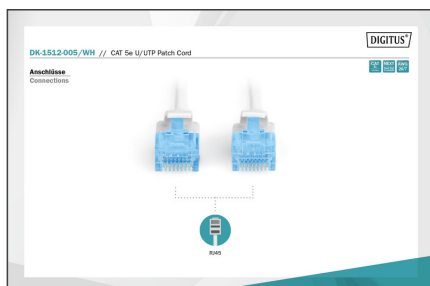 DIGITUS®
DK-1512-005/WH // CAT 5e U/UTP Patch Cord
Anschlüsse
Connections
RJ45